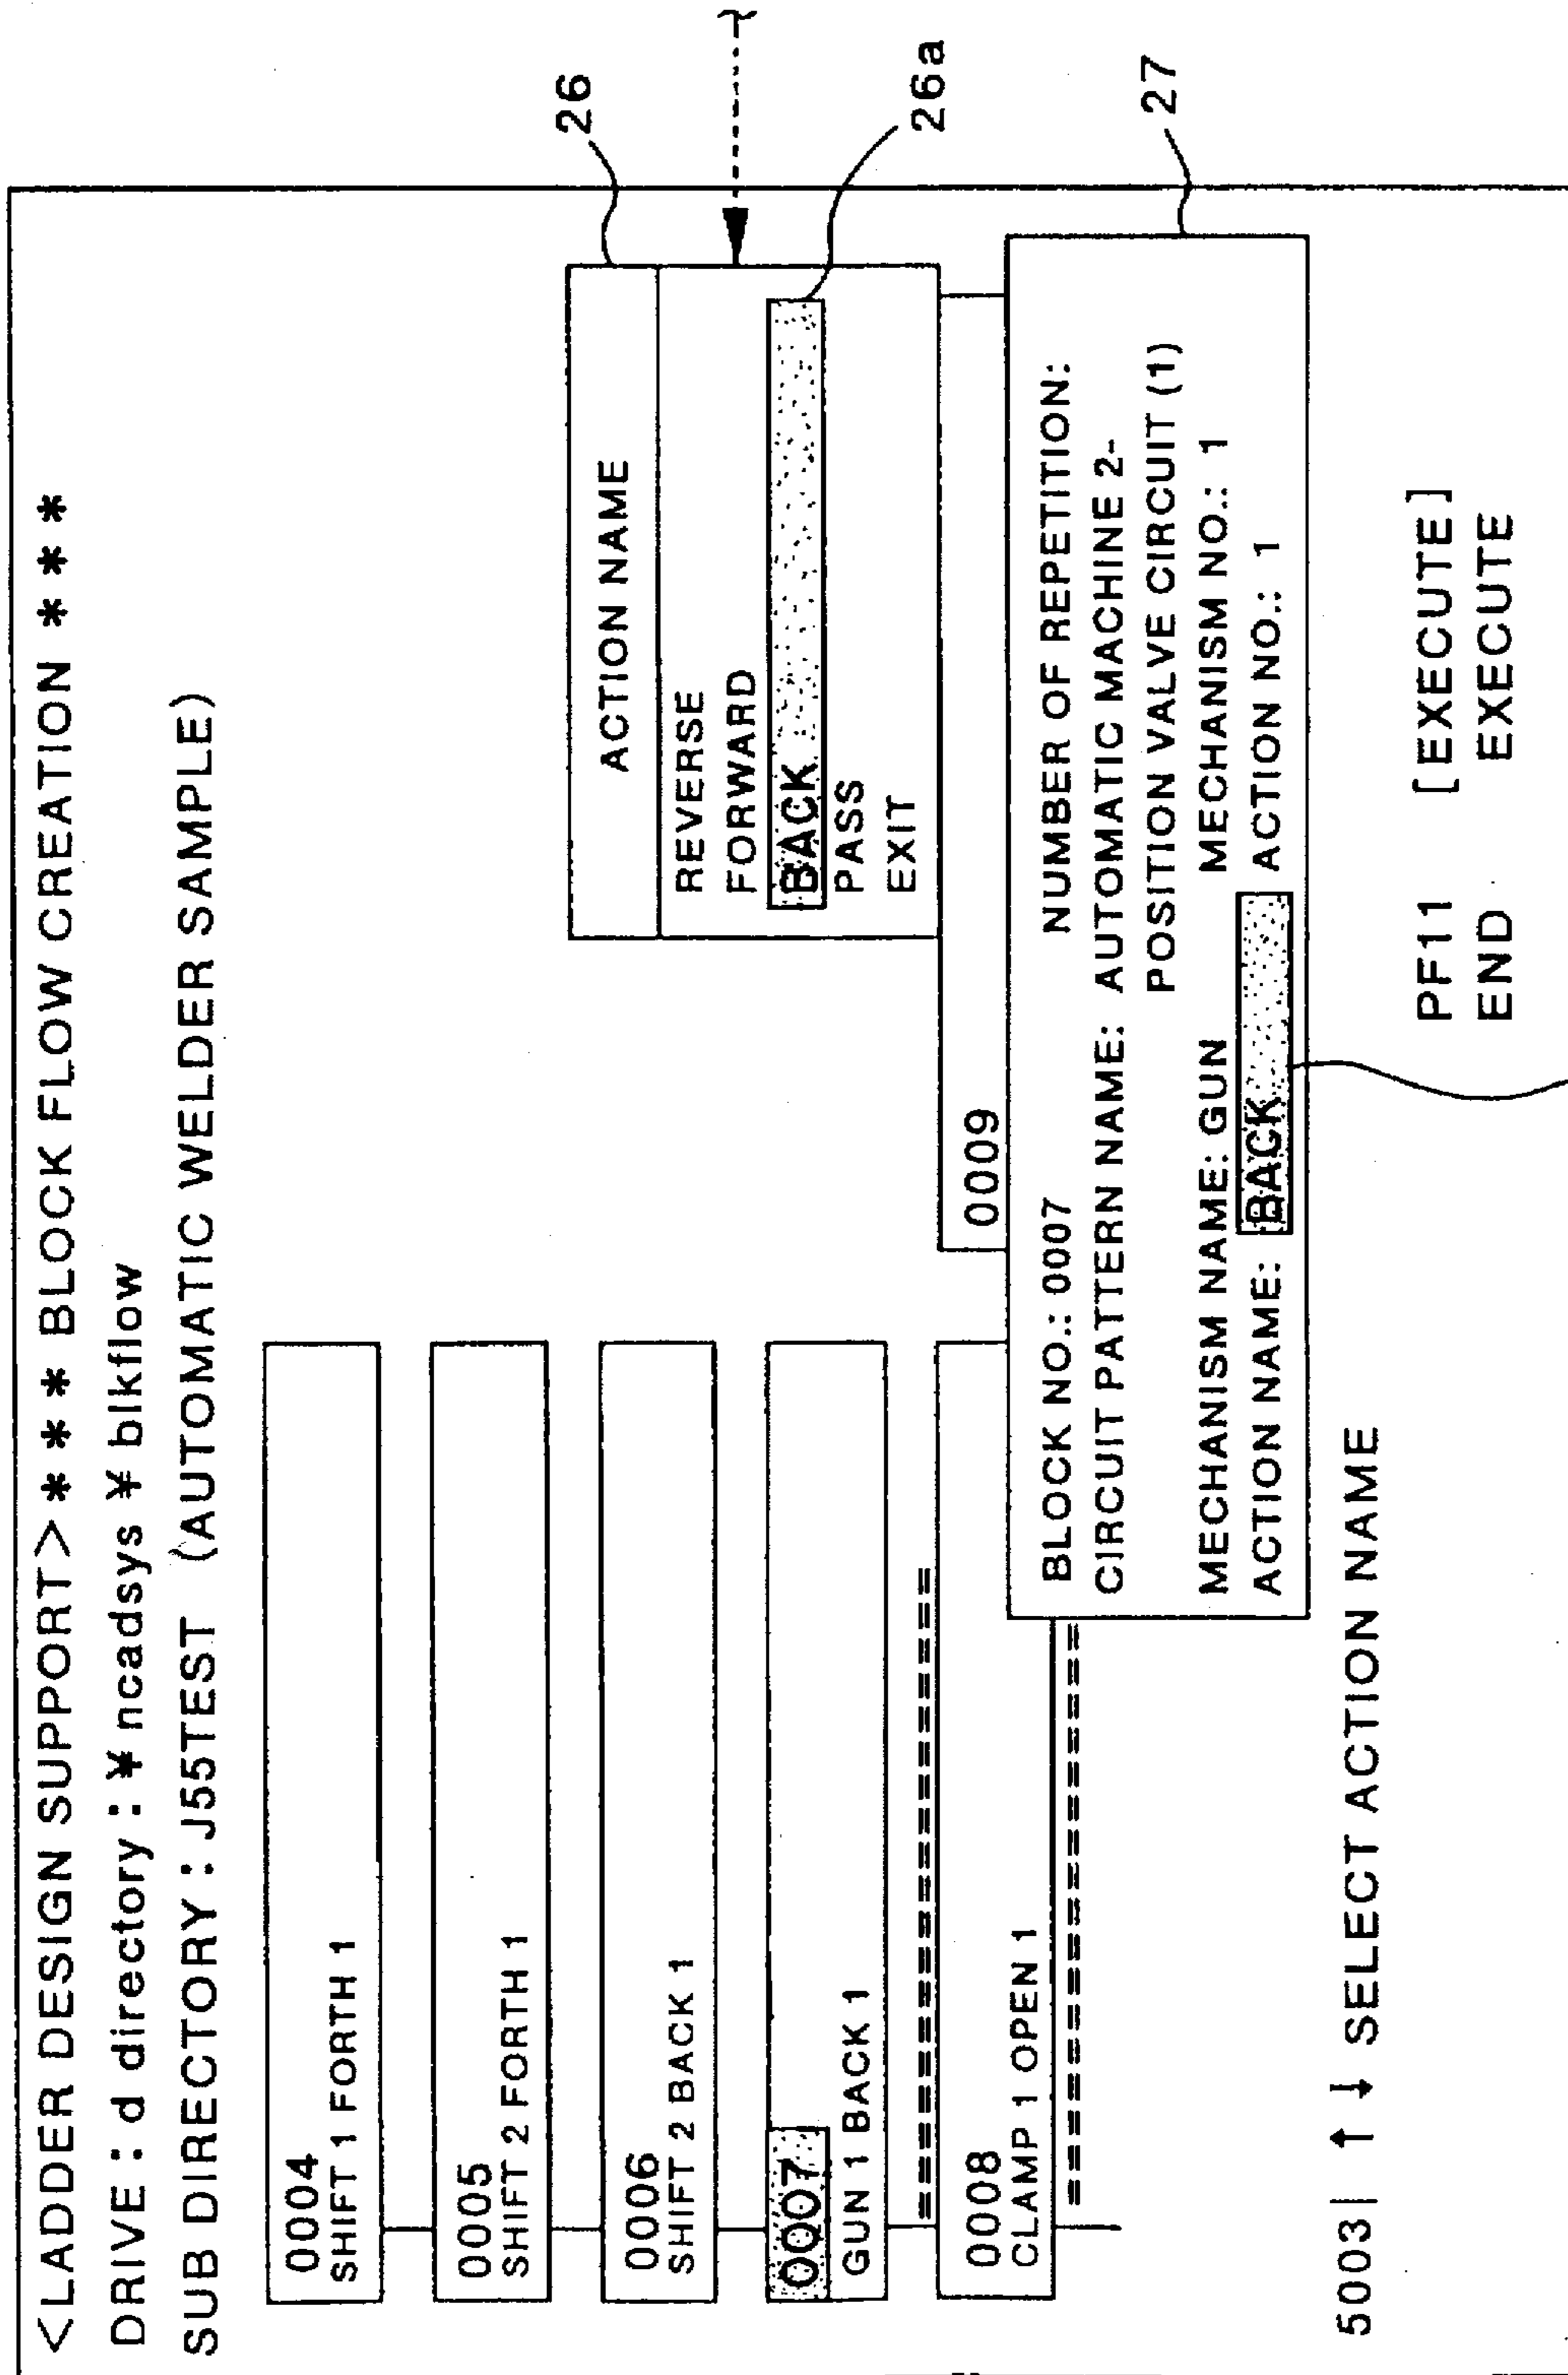 <LADDER DESIGN SUPPORT> * * * BLOCK FLOW CREATION * * *
DRIVE : d directory : ¥ ncadsys ¥ blkflow
SUB DIRECTORY : J55TEST (AUTOMATIC WELDER SAMPLE)
0004
SHIFT 1 FORTH 1
0005
SHIFT 2 FORTH 1
0006
SHIFT 2 BACK 1
0007
GUN 1 BACK 1
0008
CLAMP 1 OPEN 1
26
ACTION NAME
REVERSE
FORWARD
BACK
PASS
EXIT
26a
0009
27
BLOCK NO.: 0007 NUMBER OF REPETITION:
CIRCUIT PATTERN NAME: AUTOMATIC MACHINE 2-
POSITION VALVE CIRCUIT (1)
MECHANISM NAME: GUN MECHANISM NO.: 1
ACTION NAME: BACK ACTION NO.: 1
5003| ↑ ↓ SELECT ACTION NAME
PF11 [EXECUTE]
END EXECUTE